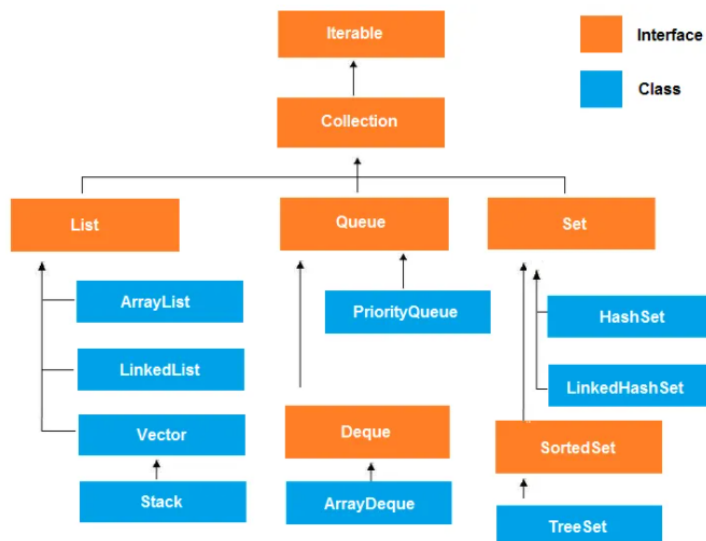 Iterable
Interface
Class
Collection
List
Queue
Set
ArrayList
PriorityQueue
HashSet
LinkedList
LinkedHashSet
Vector
Deque
SortedSet
Stack
ArrayDeque
TreeSet